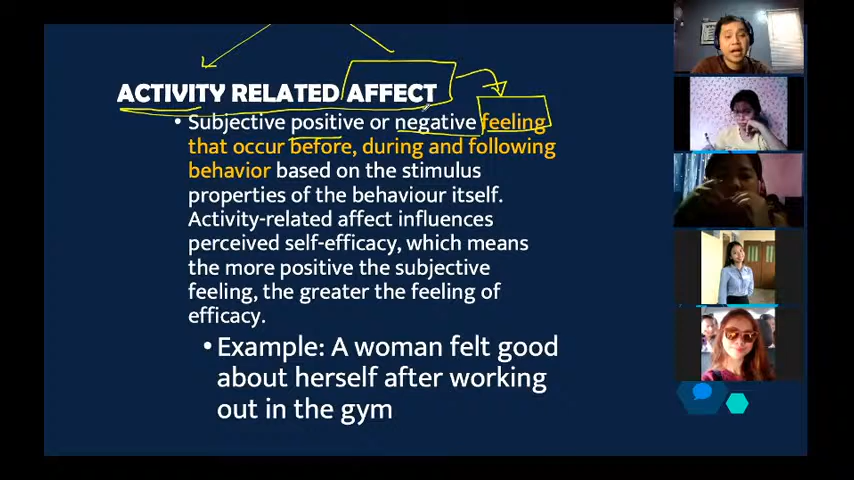 ACTIVITY RELATED AFFECT
• Subjective positive or negative feeling
that occur before, during and following
behavior based on the stimulus
properties of the behaviour itself.
Activity-related affect influences
perceived self-efficacy, which means
the more positive the subjective
feeling, the greater the feeling of
efficacy.
• Example: A woman felt good
about herself after working
out in the gym